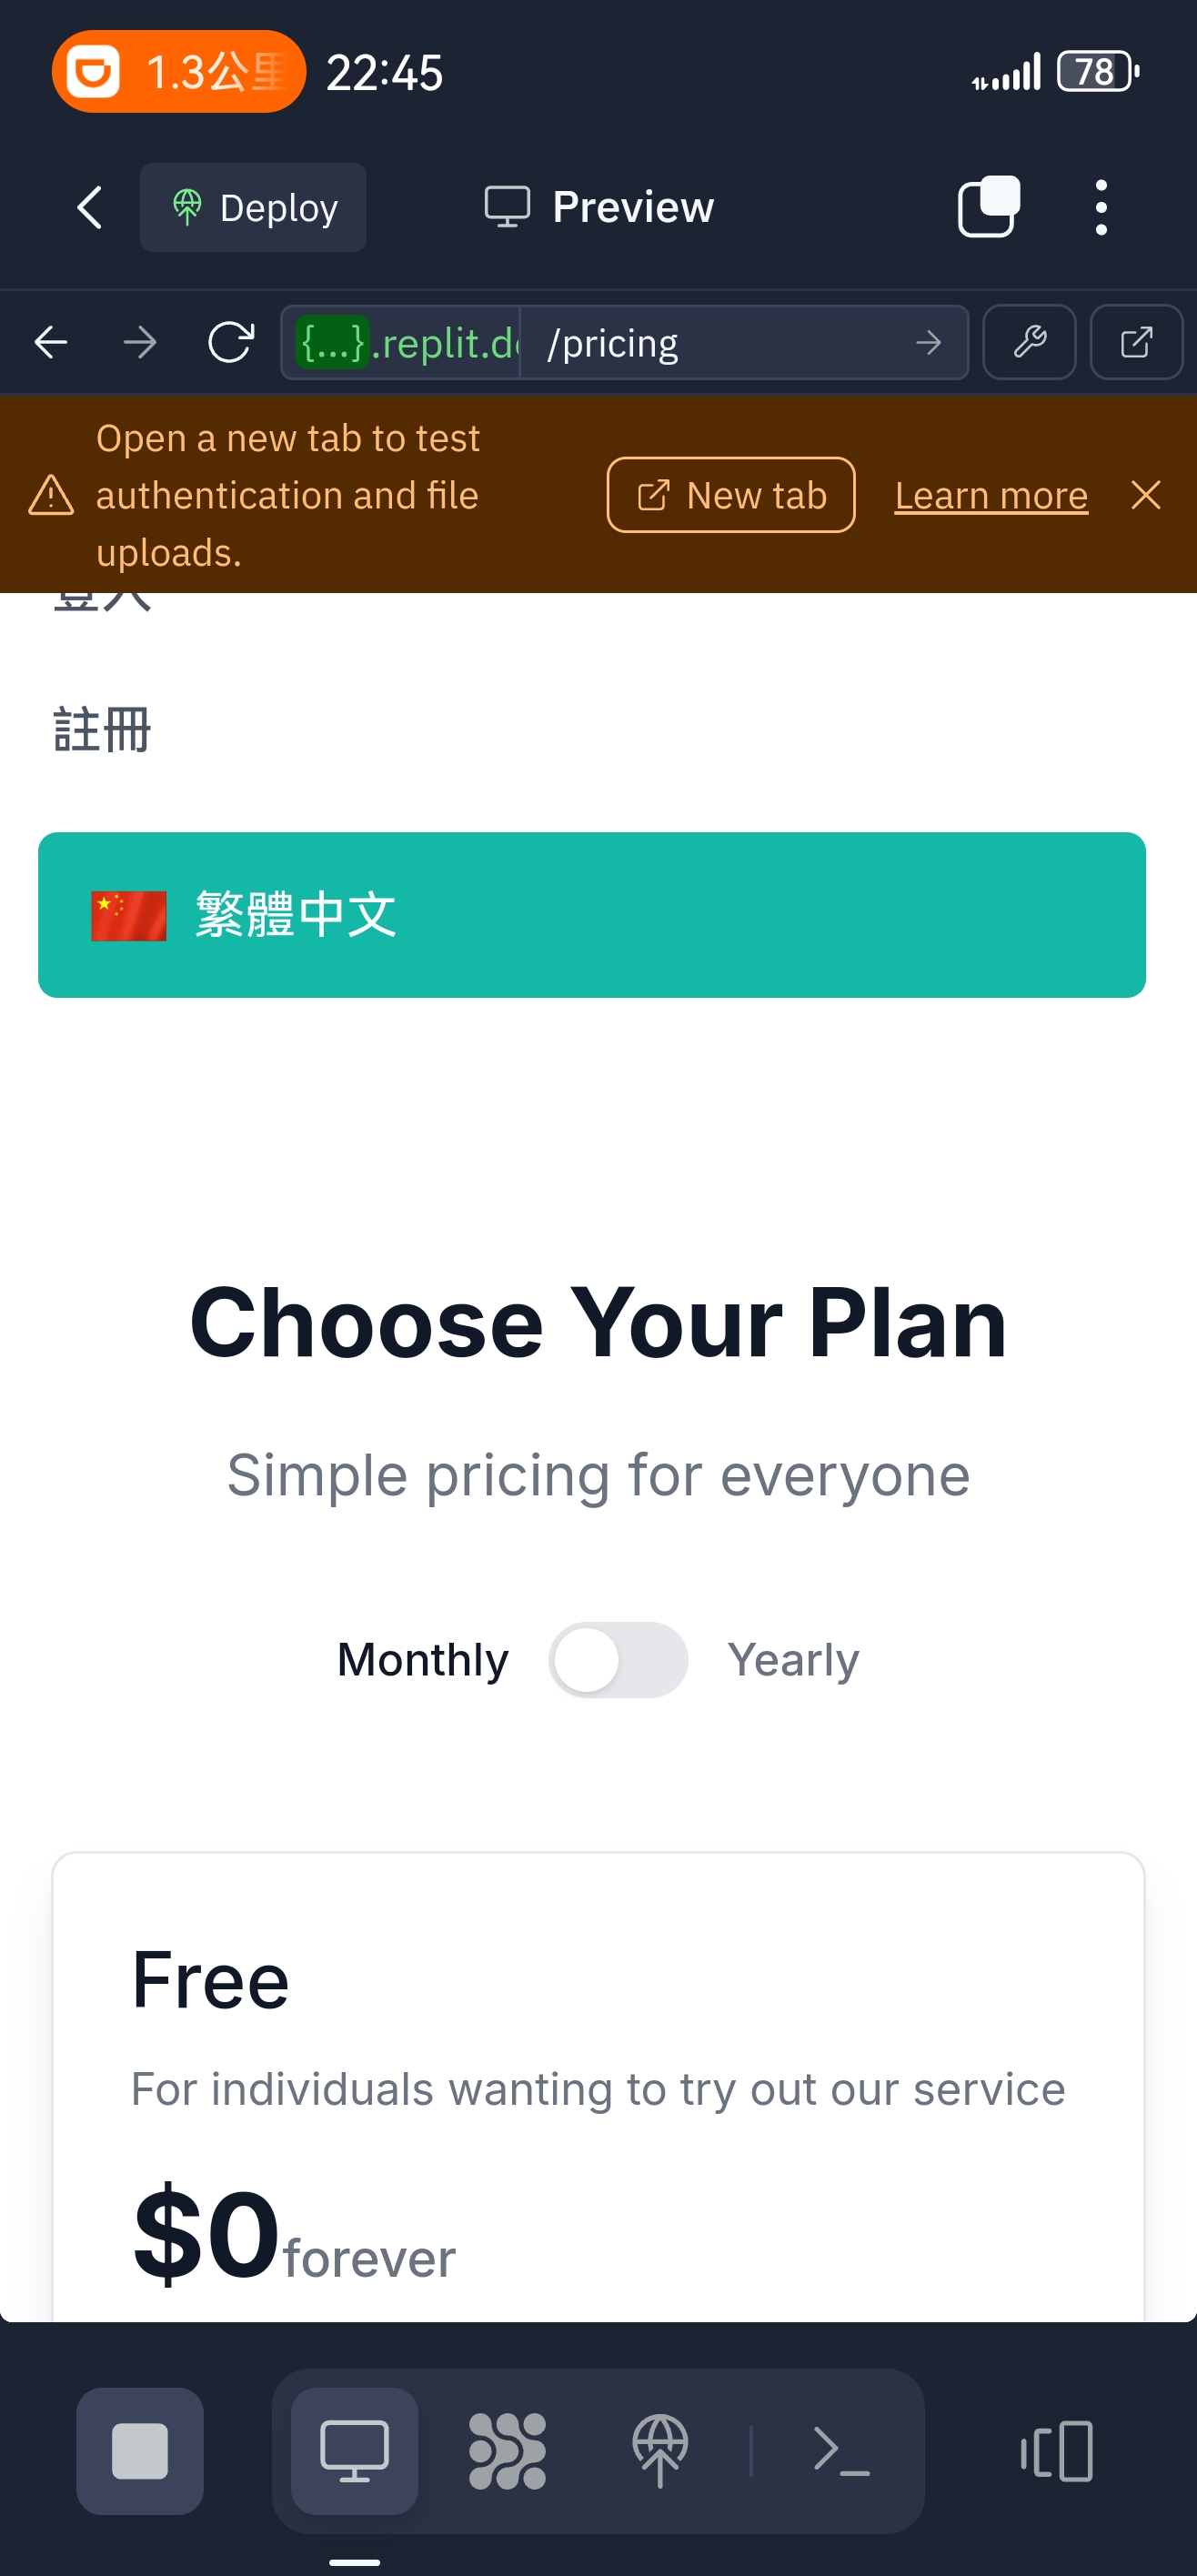 1.3公里
22:45
78
Deploy
Preview
{...}.replit.d
/pricing
Open a new tab to test
authentication and file
uploads.
New tab
Learn more
登入
註冊
繁體中文
Choose Your Plan
Simple pricing for everyone
Monthly
Yearly
Free
For individuals wanting to try out our service
$0forever